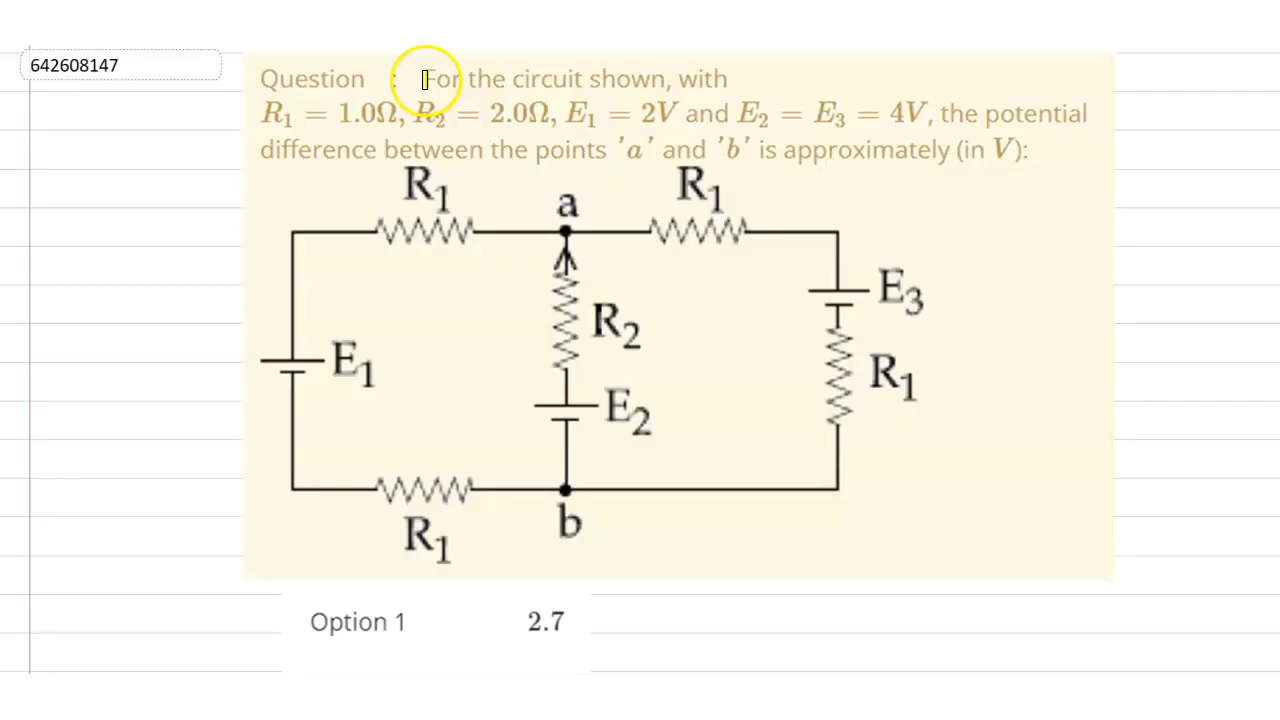 642608147
Question : For the circuit shown, with
R₁ = 1.0Ω, R₂ = 2.0Ω, E₁ = 2V and E₂ = E₃ = 4V, the potential
difference between the points 'a' and 'b' is approximately (in V):
R₁ a R₁
E₃
R₂
E₁ R₁
E₂
R₁ b
Option 1 2.7